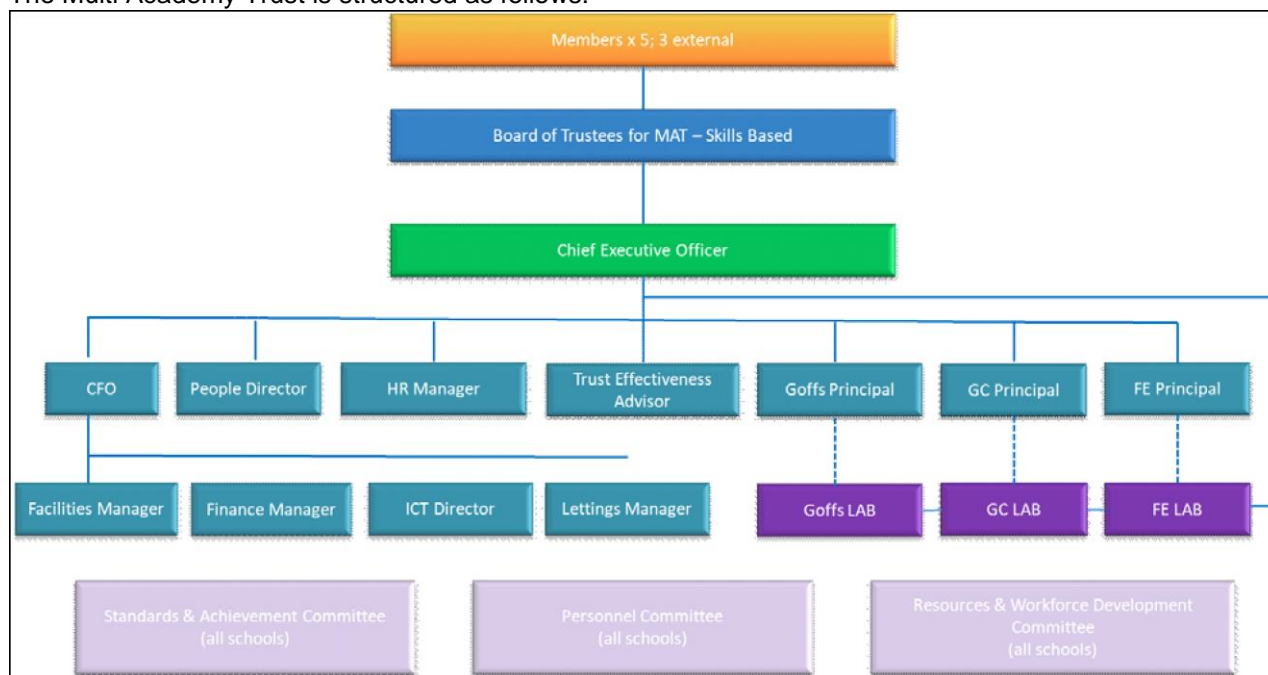 The Multi Academy Trust is structured as follows:
Members x 5; 3 external
Board of Trustees for MAT – Skills Based
Chief Executive Officer
CFO
People Director
HR Manager
Trust Effectiveness
Advisor
Goffs Principal
GC Principal
FE Principal
Facilities Manager
Finance Manager
ICT Director
Lettings Manager
Goffs LAB
GC LAB
FE LAB
Standards & Achievement Committee
(all schools)
Personnel Committee
(all schools)
Resources & Workforce Development
Committee
(all schools)